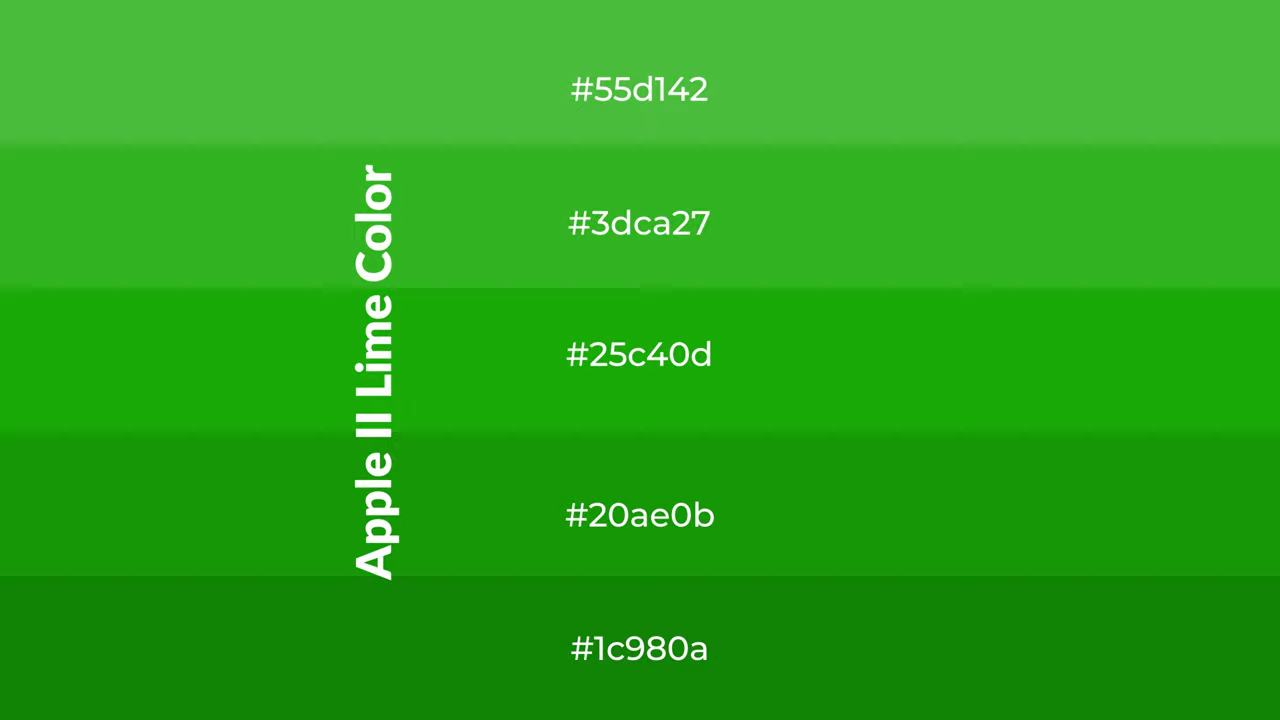 Apple II Lime Color
#55d142
#3dca27
#25c40d
#20ae0b
#1c980a